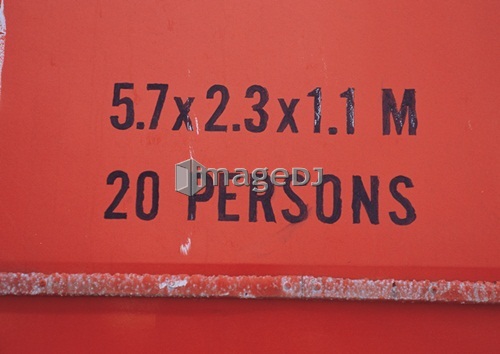 5.7x2.3x1.1 M
imageDJ
20 PERSONS